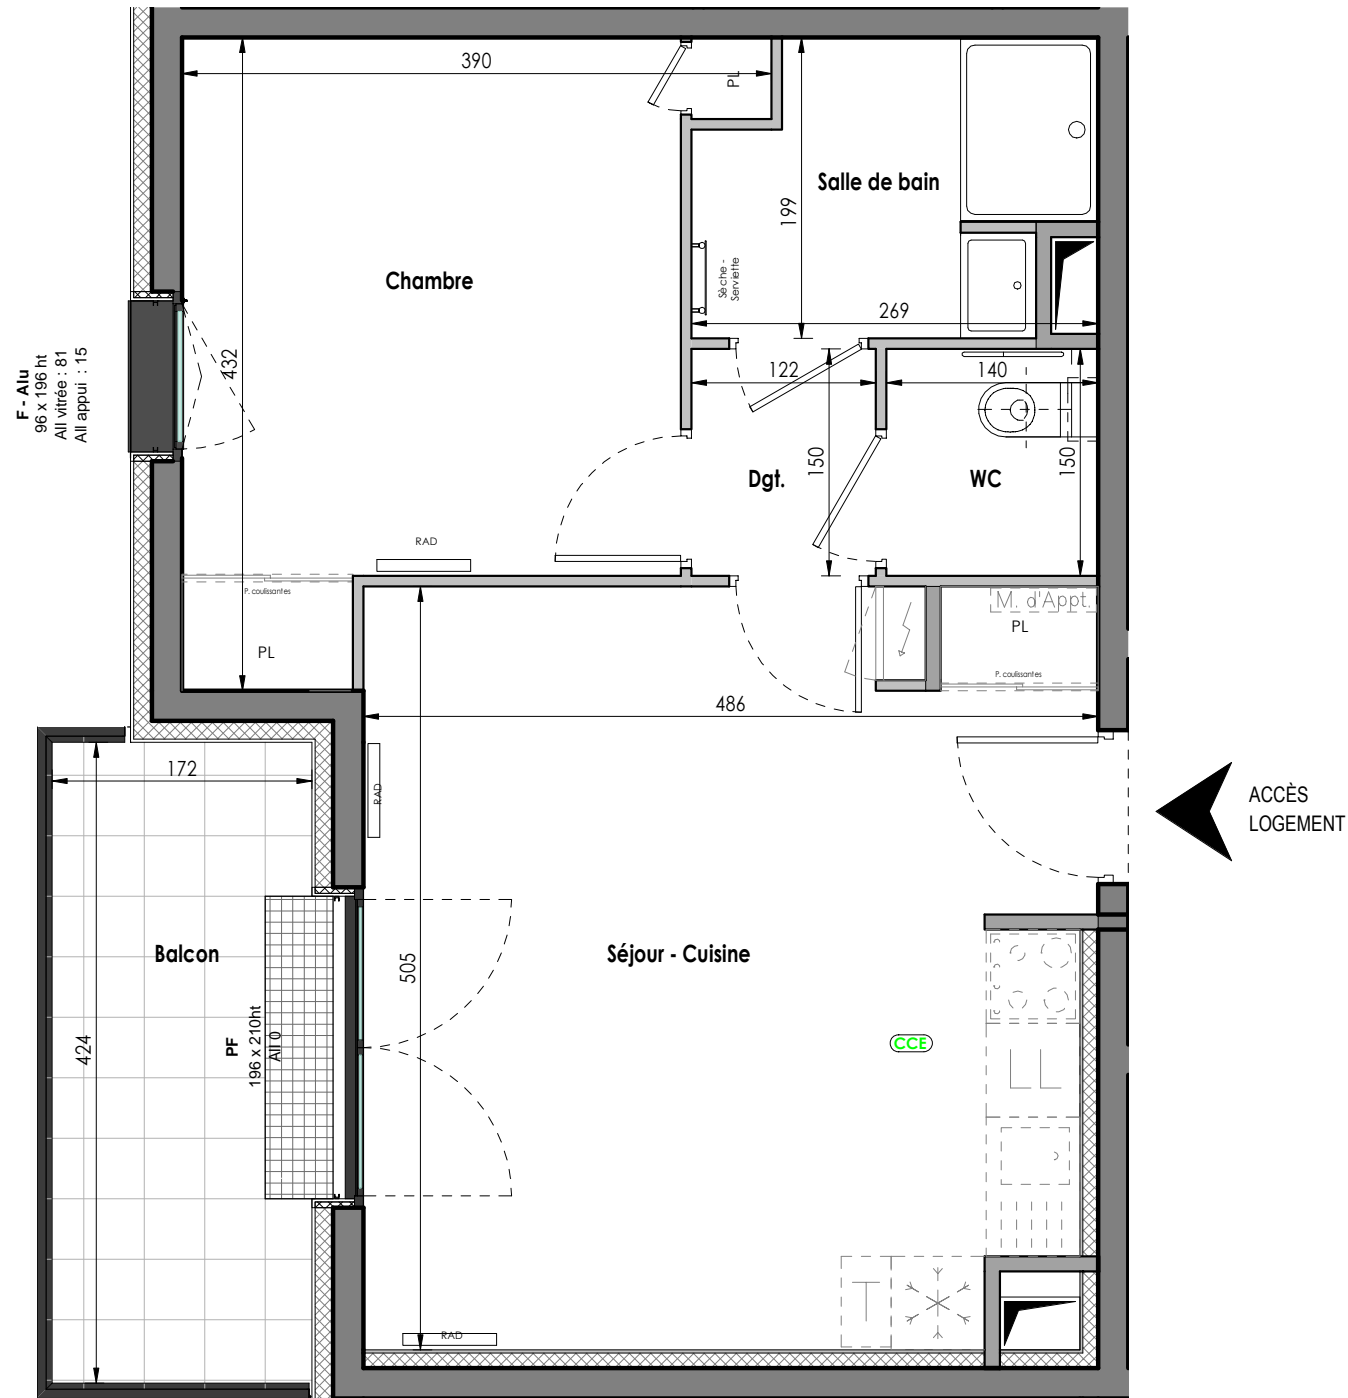 390
PL
Salle de bain
199
Sèche -
Serviette
Chambre
269
432
F - Alu
96 x 196 ht
All vitrée : 81
All appui : 15
122
140
150
Dgt.
WC
150
RAD
P. coulissantes
PL
M. d'Appt.
PL
P. coulissantes
486
172
RAD
ACCÈS
LOGEMENT
Balcon
505
Séjour - Cuisine
424
PF
196 x 210ht
All 0
CCE
LL
T
RAD